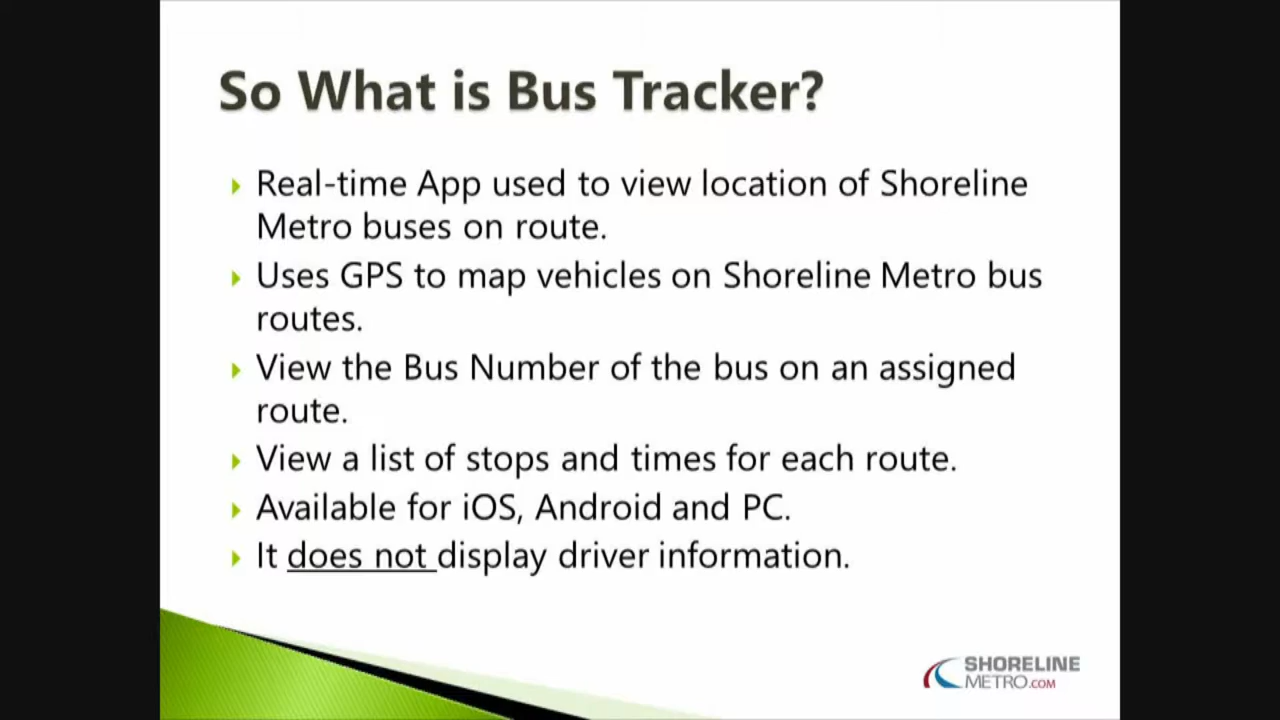 So What is Bus Tracker?
Real-time App used to view location of Shoreline
Metro buses on route.
Uses GPS to map vehicles on Shoreline Metro bus
routes.
View the Bus Number of the bus on an assigned
route.
View a list of stops and times for each route.
Available for iOS, Android and PC.
It does not display driver information.
SHORELINE
METRO.COM